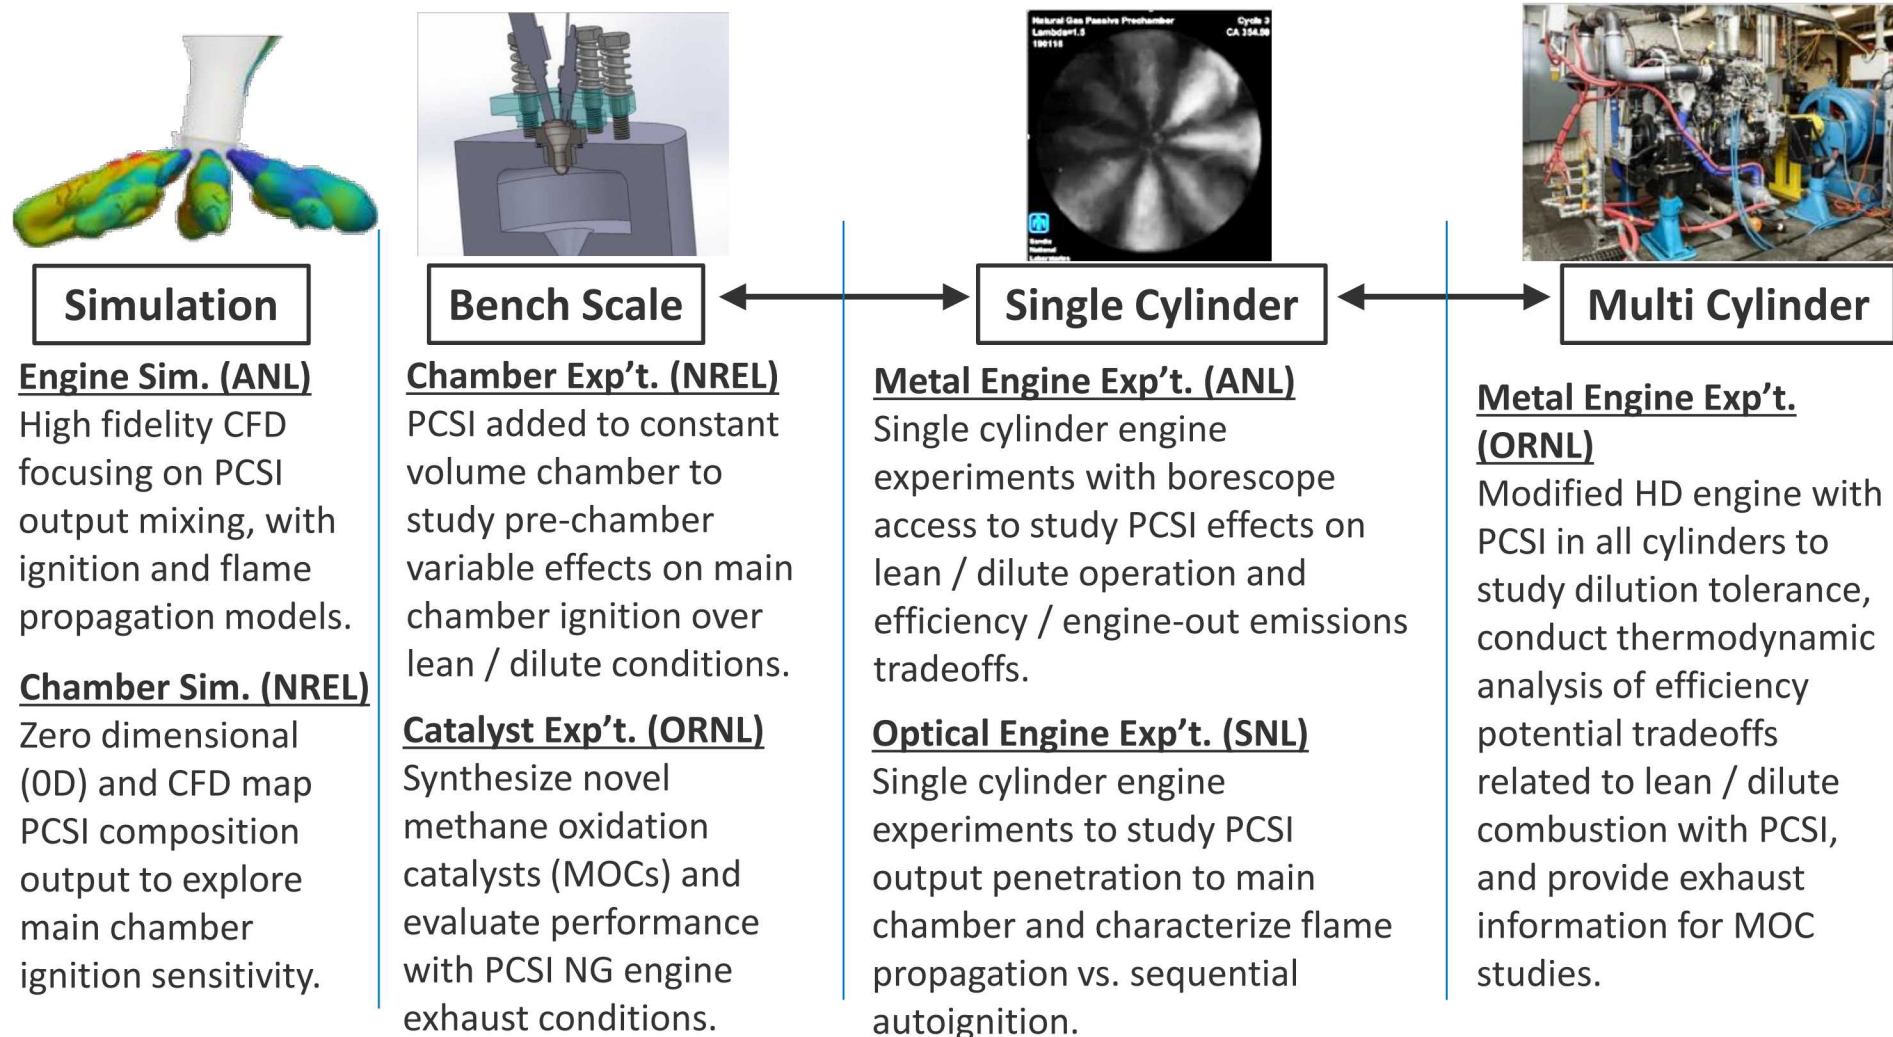 Natural Gas Passive Prechamber
Cycle 3
Lambda=1.5
CA 354.50
190116
Sandia
National
Laboratories
Simulation
Engine Sim. (ANL)
High fidelity CFD
focusing on PCSI
output mixing, with
ignition and flame
propagation models.
Chamber Sim. (NREL)
Zero dimensional
(0D) and CFD map
PCSI composition
output to explore
main chamber
ignition sensitivity.
Bench Scale
Chamber Exp’t. (NREL)
PCSI added to constant
volume chamber to
study pre-chamber
variable effects on main
chamber ignition over
lean / dilute conditions.
Catalyst Exp’t. (ORNL)
Synthesize novel
methane oxidation
catalysts (MOCs) and
evaluate performance
with PCSI NG engine
exhaust conditions.
Single Cylinder
Metal Engine Exp’t. (ANL)
Single cylinder engine
experiments with borescope
access to study PCSI effects on
lean / dilute operation and
efficiency / engine-out emissions
tradeoffs.
Optical Engine Exp’t. (SNL)
Single cylinder engine
experiments to study PCSI
output penetration to main
chamber and characterize flame
propagation vs. sequential
autoignition.
Multi Cylinder
Metal Engine Exp’t.
(ORNL)
Modified HD engine with
PCSI in all cylinders to
study dilution tolerance,
conduct thermodynamic
analysis of efficiency
potential tradeoffs
related to lean / dilute
combustion with PCSI,
and provide exhaust
information for MOC
studies.